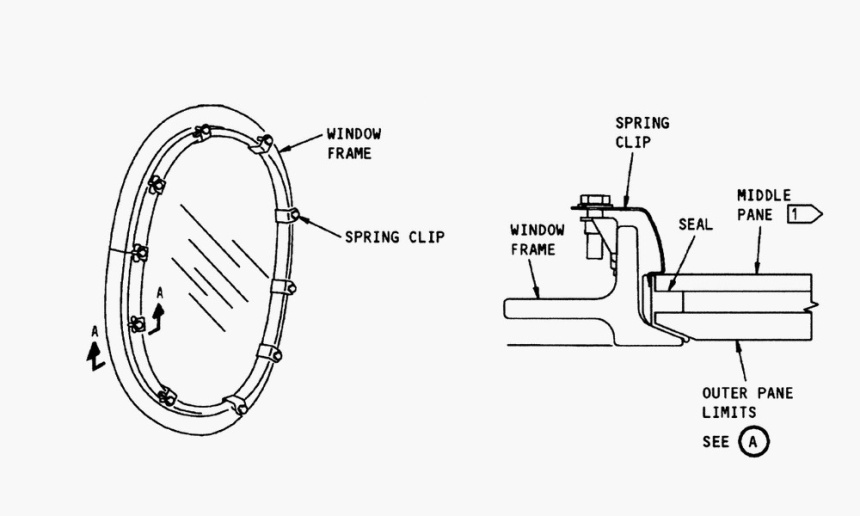 WINDOW
FRAME
SPRING CLIP
A
A
SPRING
CLIP
WINDOW
FRAME
SEAL
MIDDLE
PANE 1
OUTER PANE
LIMITS
SEE A